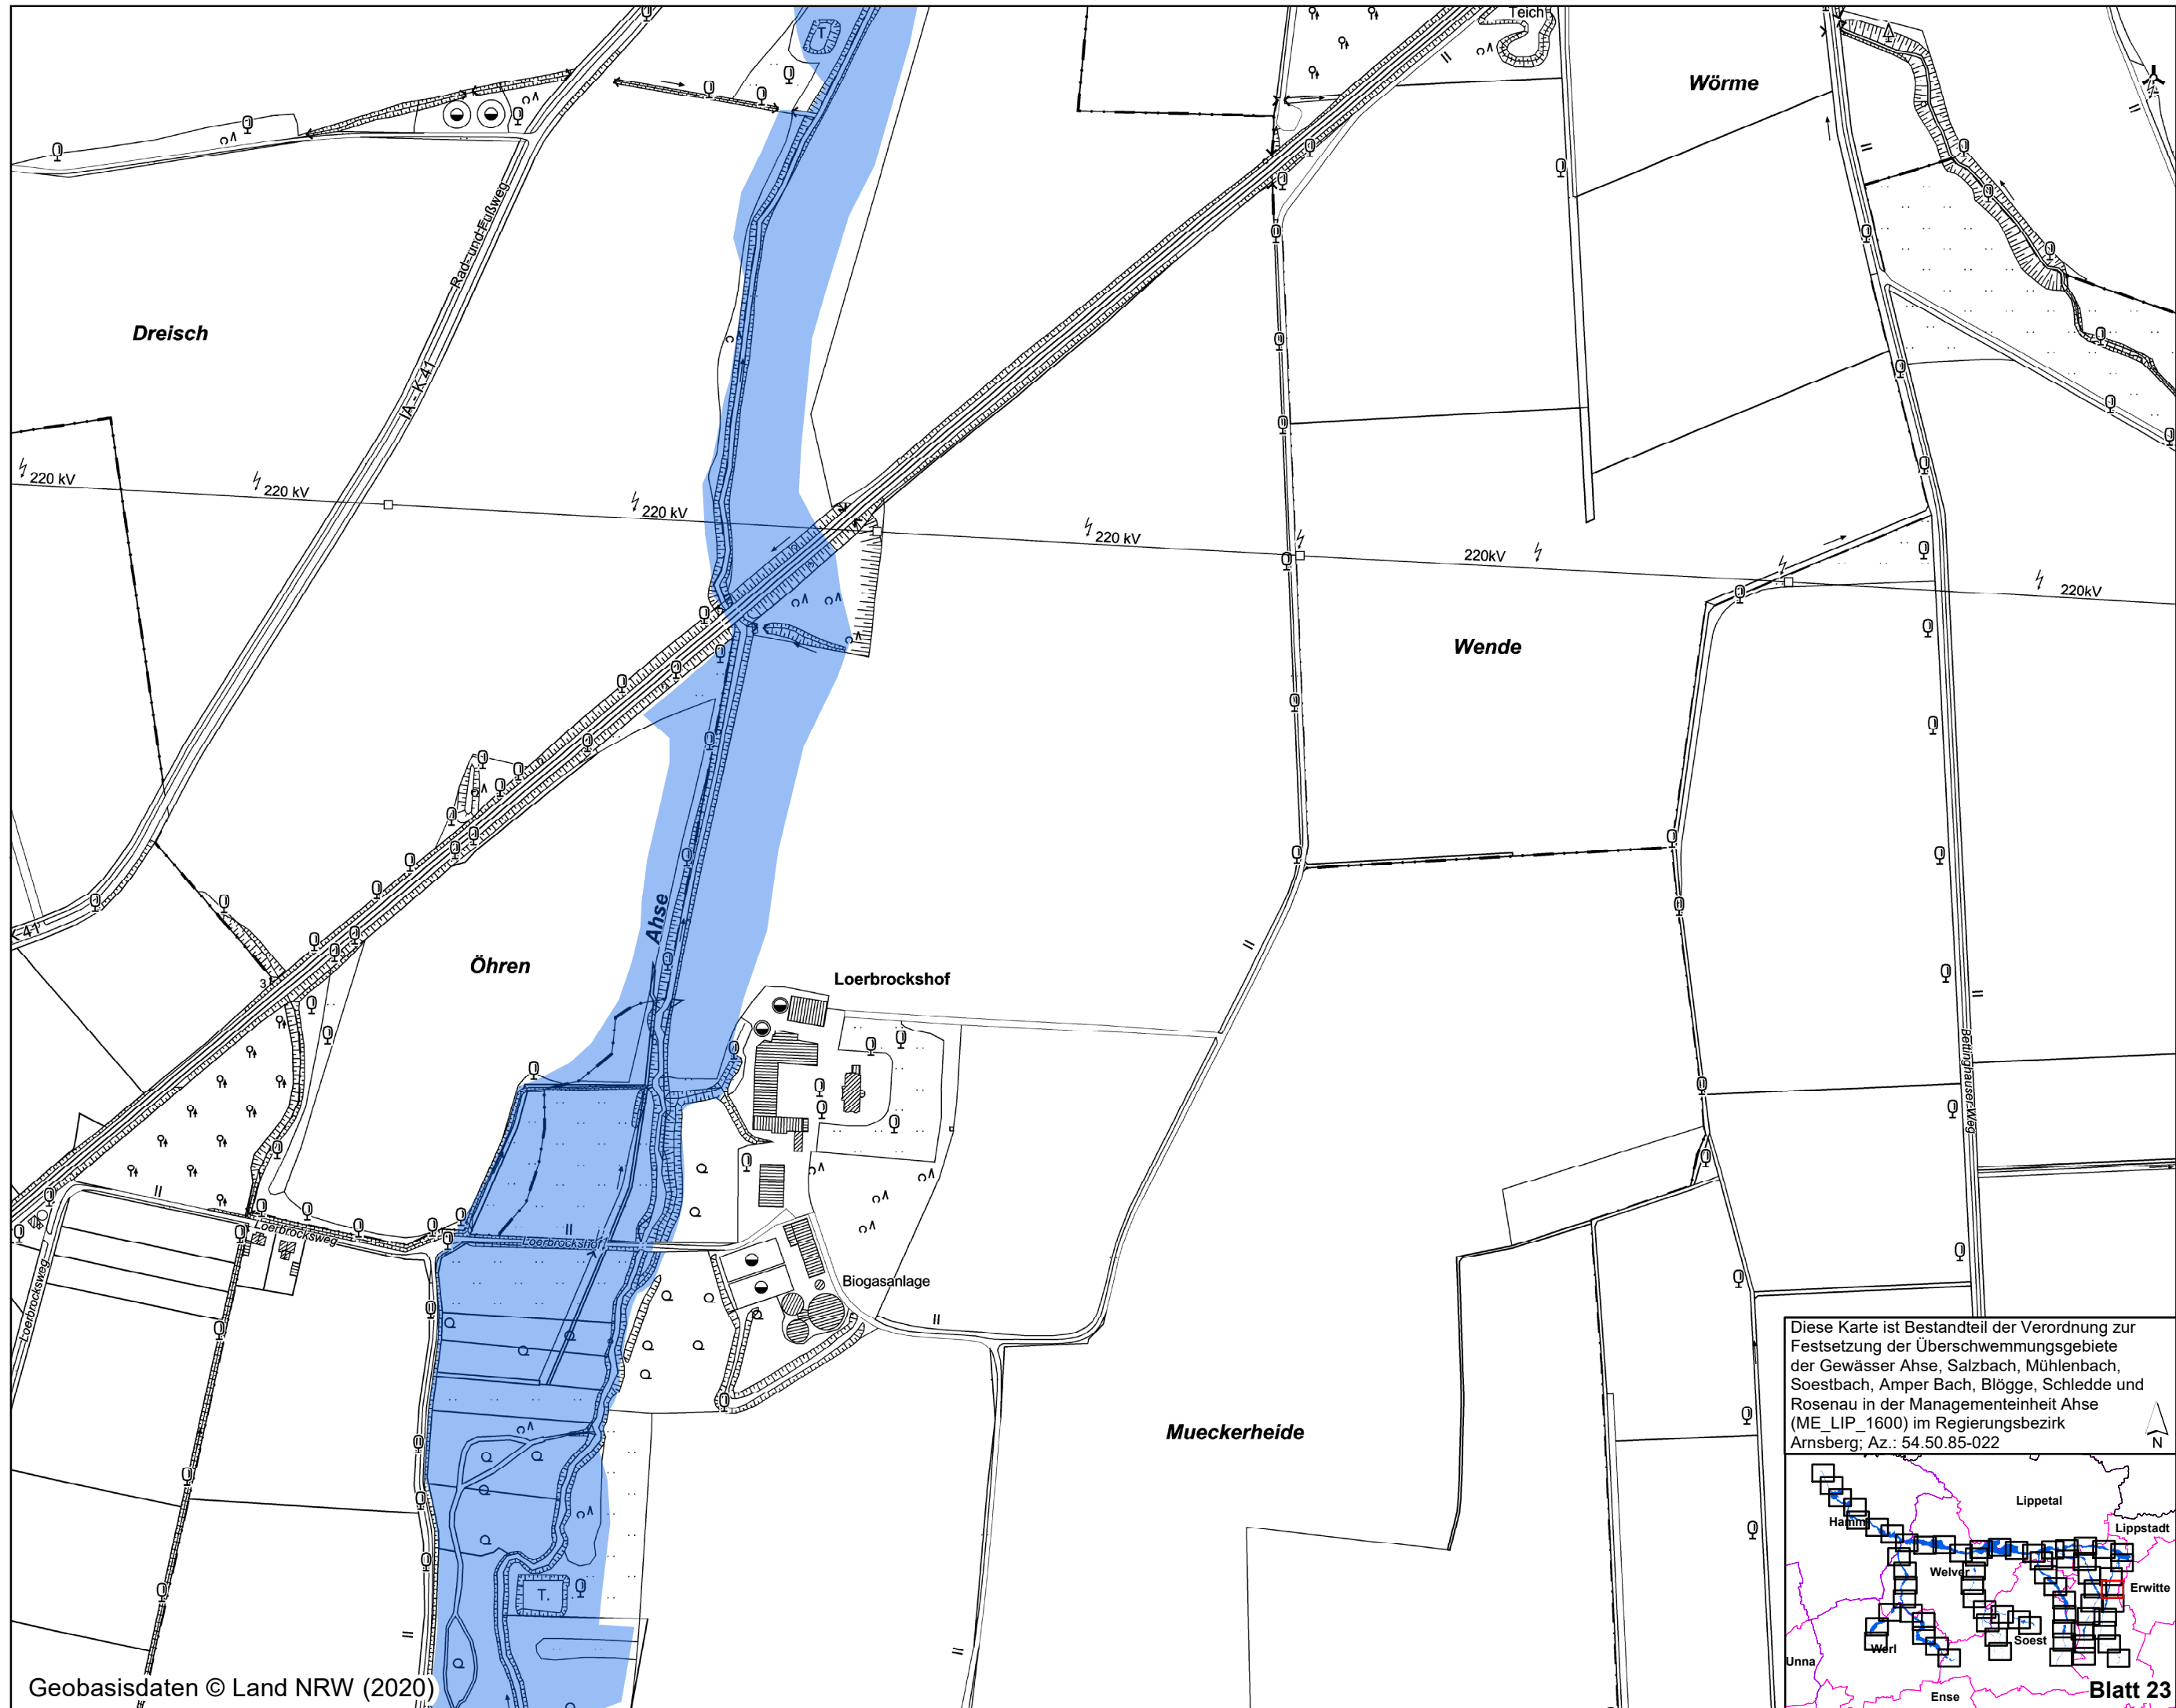 T
Teich
Wörme
Rad- und Fußweg
Dreisch
IA - K 41
220 kV
220 kV
220 kV
220 kV
220kV
220kV
Wende
K 41
Ahse
Öhren
Loerbrockshof
3
Bettinghauser Weg
Loerbrocksweg
Loerbrockshof
Loerbrocksweg
Biogasanlage
Mueckerheide
T.
Diese Karte ist Bestandteil der Verordnung zur
Festsetzung der Überschwemmungsgebiete
der Gewässer Ahse, Salzbach, Mühlenbach,
Soestbach, Amper Bach, Blögge, Schledde und
Rosenau in der Managementeinheit Ahse
(ME_LIP_1600) im Regierungsbezirk
Arnsberg; Az.: 54.50.85-022
N
Lippetal
Hamm
Lippstadt
Welver
Erwitte
Soest
Werl
Unna
Ense
Blatt 23
Geobasisdaten © Land NRW (2020)